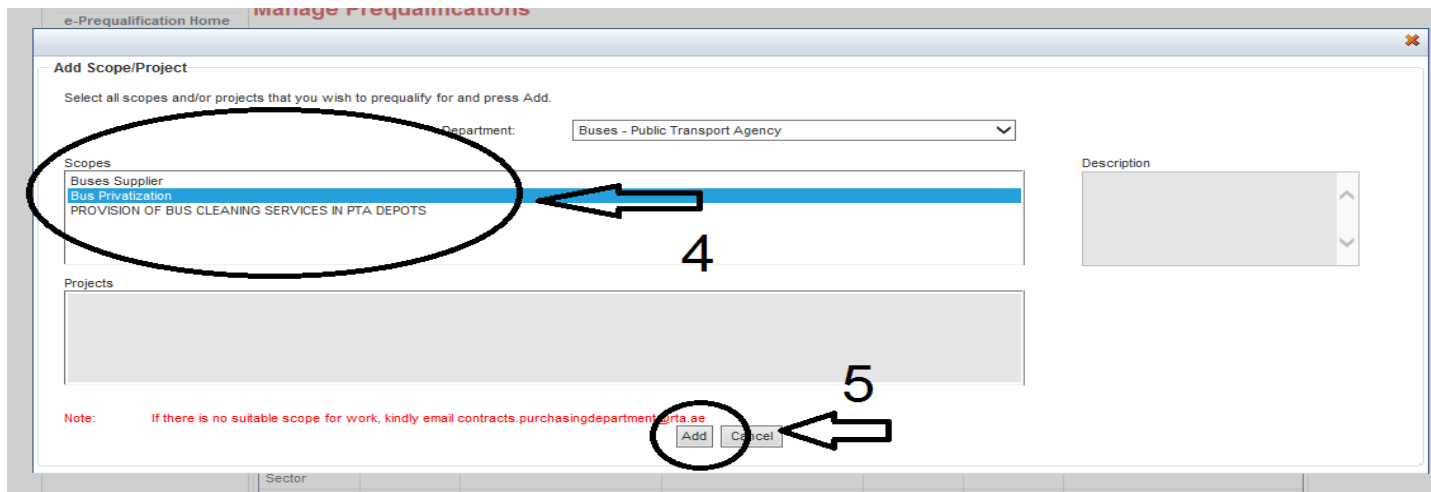 Manage Prequalifications
e-Prequalification Home
Add Scope/Project
Select all scopes and/or projects that you wish to prequalify for and press Add.
Department: Buses - Public Transport Agency
Scopes
Description
Buses Supplier
Bus Privatization
PROVISION OF BUS CLEANING SERVICES IN PTA DEPOTS
4
Projects
5
Note: If there is no suitable scope for work, kindly email contracts.purchasingdepartment@rta.ae
Add Cancel
Sector